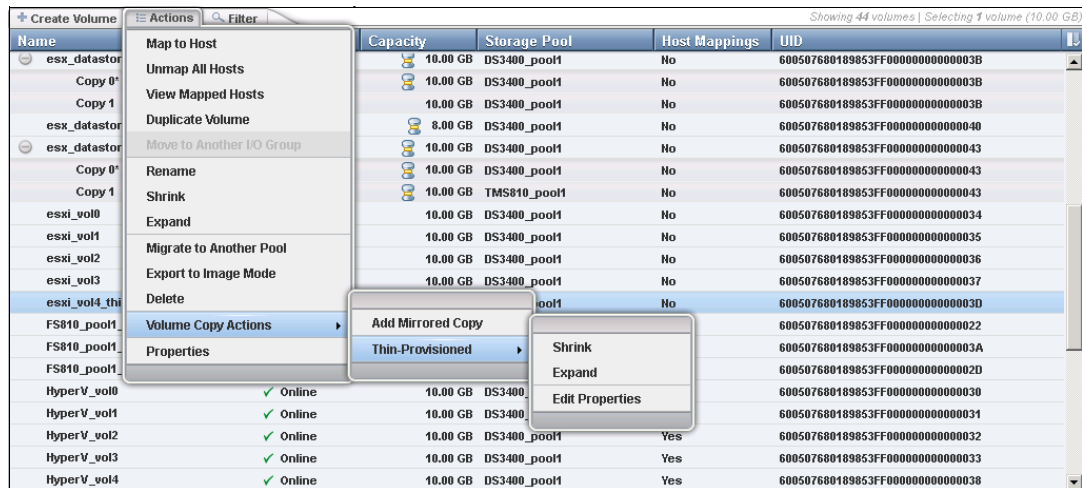 Create Volume Actions Filter Showing 44 volumes | Selecting 1 volume (10.00 GB)
Name Capacity Storage Pool Host Mappings UID
Map to Host
Unmap All Hosts
View Mapped Hosts
Duplicate Volume
Move to Another I/O Group
Rename
Shrink
Expand
Migrate to Another Pool
Export to Image Mode
Delete
Volume Copy Actions
Properties
Add Mirrored Copy
Thin-Provisioned
Shrink
Expand
Edit Properties
esx_datastor 10.00 GB DS3400_pool1 No 600507680189853FF00000000000003B
Copy 0* 10.00 GB DS3400_pool1 No 600507680189853FF00000000000003B
Copy 1 10.00 GB DS3400_pool1 No 600507680189853FF00000000000003B
esx_datastor 8.00 GB DS3400_pool1 No 600507680189853FF000000000000040
esx_datastor 10.00 GB DS3400_pool1 No 600507680189853FF000000000000043
Copy 0* 10.00 GB DS3400_pool1 No 600507680189853FF000000000000043
Copy 1 10.00 GB TMS810_pool1 No 600507680189853FF000000000000043
esxi_vol0 10.00 GB DS3400_pool1 No 600507680189853FF000000000000034
esxi_vol1 10.00 GB DS3400_pool1 No 600507680189853FF000000000000035
esxi_vol2 10.00 GB DS3400_pool1 No 600507680189853FF000000000000036
esxi_vol3 10.00 GB DS3400_pool1 No 600507680189853FF000000000000037
esxi_vol4_thi pool1 No 600507680189853FF00000000000003D
FS810_pool1_ 600507680189853FF000000000000022
FS810_pool1_ 600507680189853FF00000000000003A
FS810_pool1_ 600507680189853FF00000000000002D
HyperV_vol0 Online 10.00 GB DS3400_ 600507680189853FF000000000000030
HyperV_vol1 Online 10.00 GB DS3400_ 600507680189853FF000000000000031
HyperV_vol2 Online 10.00 GB DS3400_pool1 Yes 600507680189853FF000000000000032
HyperV_vol3 Online 10.00 GB DS3400_pool1 Yes 600507680189853FF000000000000033
HyperV_vol4 Online 10.00 GB DS3400_pool1 Yes 600507680189853FF000000000000038